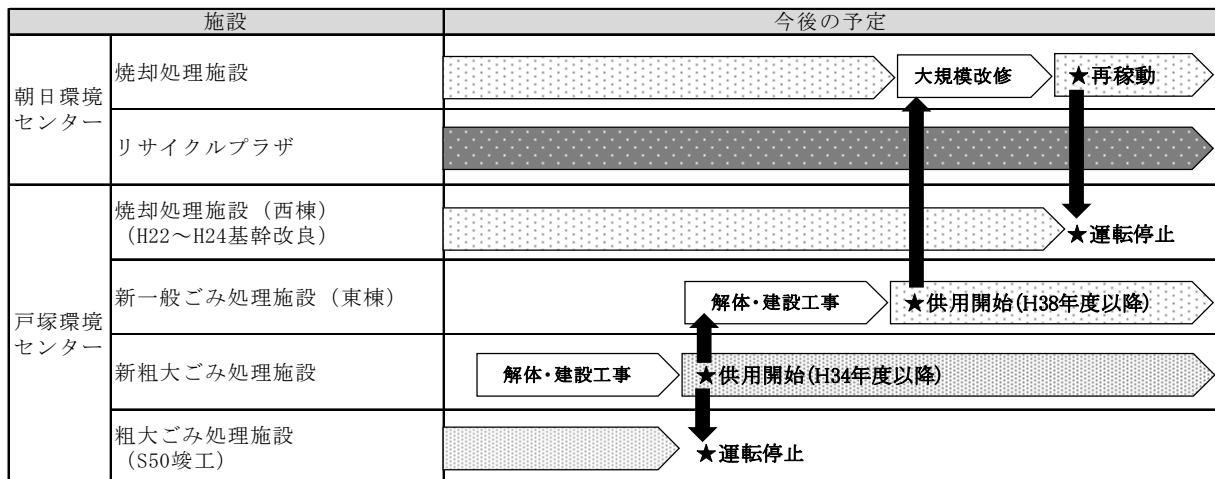 施設
今後の予定
朝日環境
センター
焼却処理施設
大規模改修
★再稼動
リサイクルプラザ
戸塚環境
センター
焼却処理施設（西棟）
（H22～H24基幹改良）
★運転停止
新一般ごみ処理施設（東棟）
解体・建設工事
★供用開始(H38年度以降)
新粗大ごみ処理施設
解体・建設工事
★供用開始(H34年度以降)
粗大ごみ処理施設
（S50竣工）
★運転停止